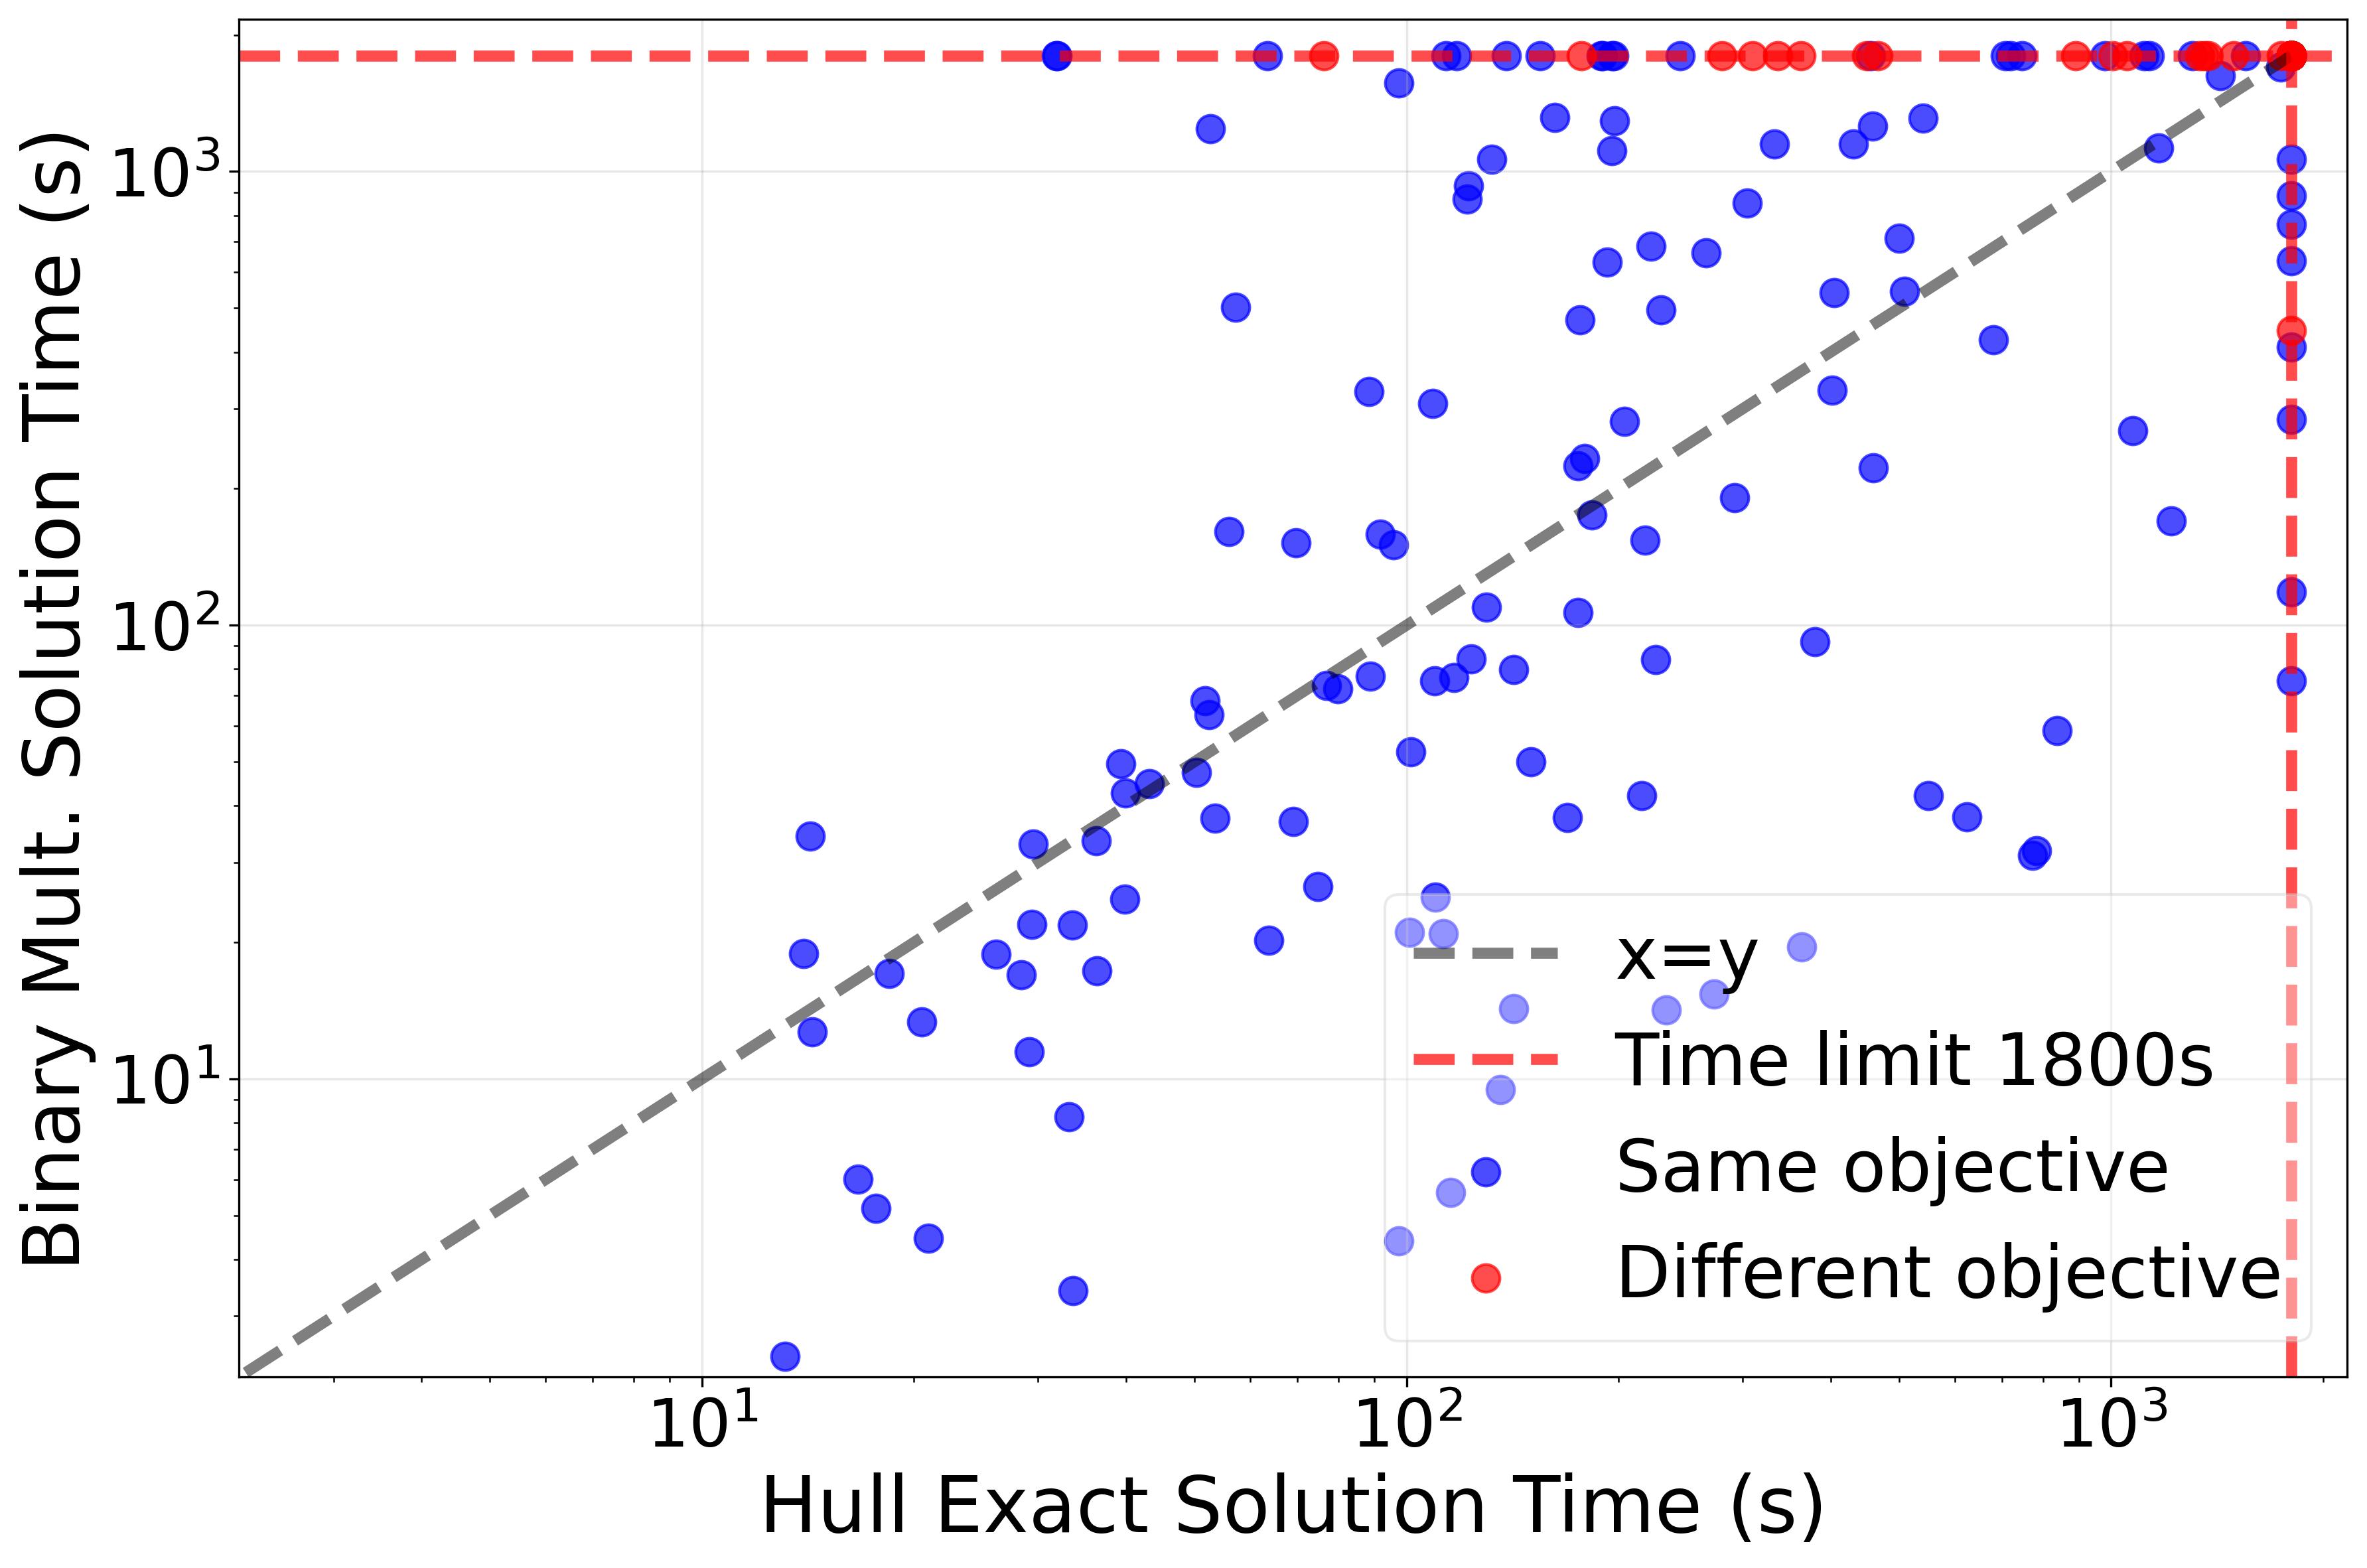 Binary Mult. Solution Time (s)
10³
10²
10¹
x=y
Time limit 1800s
Same objective
Different objective
10¹
10²
10³
Hull Exact Solution Time (s)